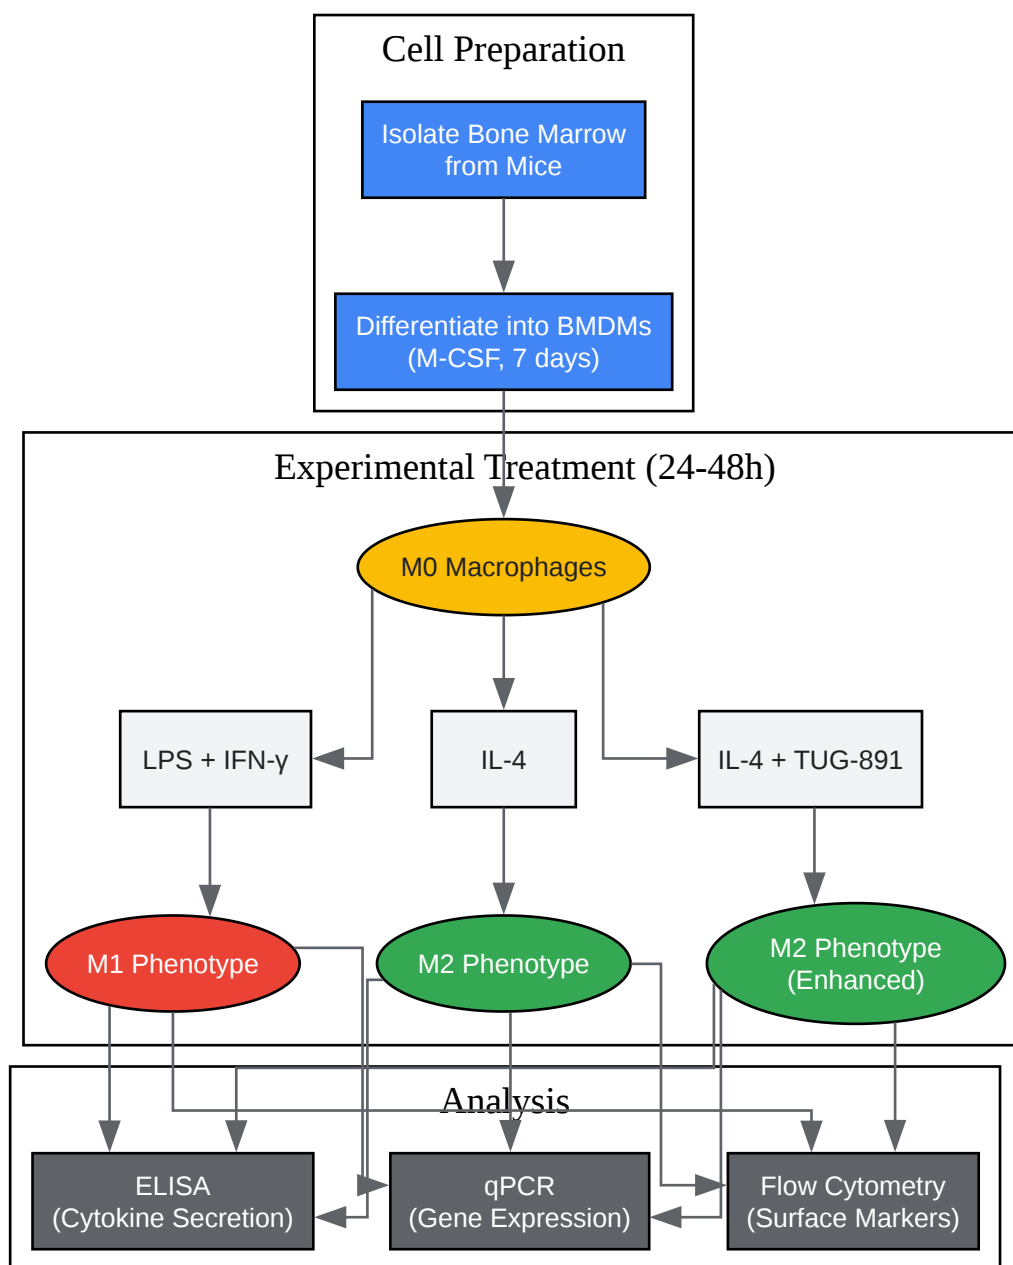 Cell Preparation
Isolate Bone Marrow
from Mice
Differentiate into BMDMs
(M-CSF, 7 days)
Experimental Treatment (24-48h)
M0 Macrophages
LPS + IFN-γ
IL-4
IL-4 + TUG-891
M1 Phenotype
M2 Phenotype
M2 Phenotype
(Enhanced)
Analysis
ELISA
(Cytokine Secretion)
qPCR
(Gene Expression)
Flow Cytometry
(Surface Markers)